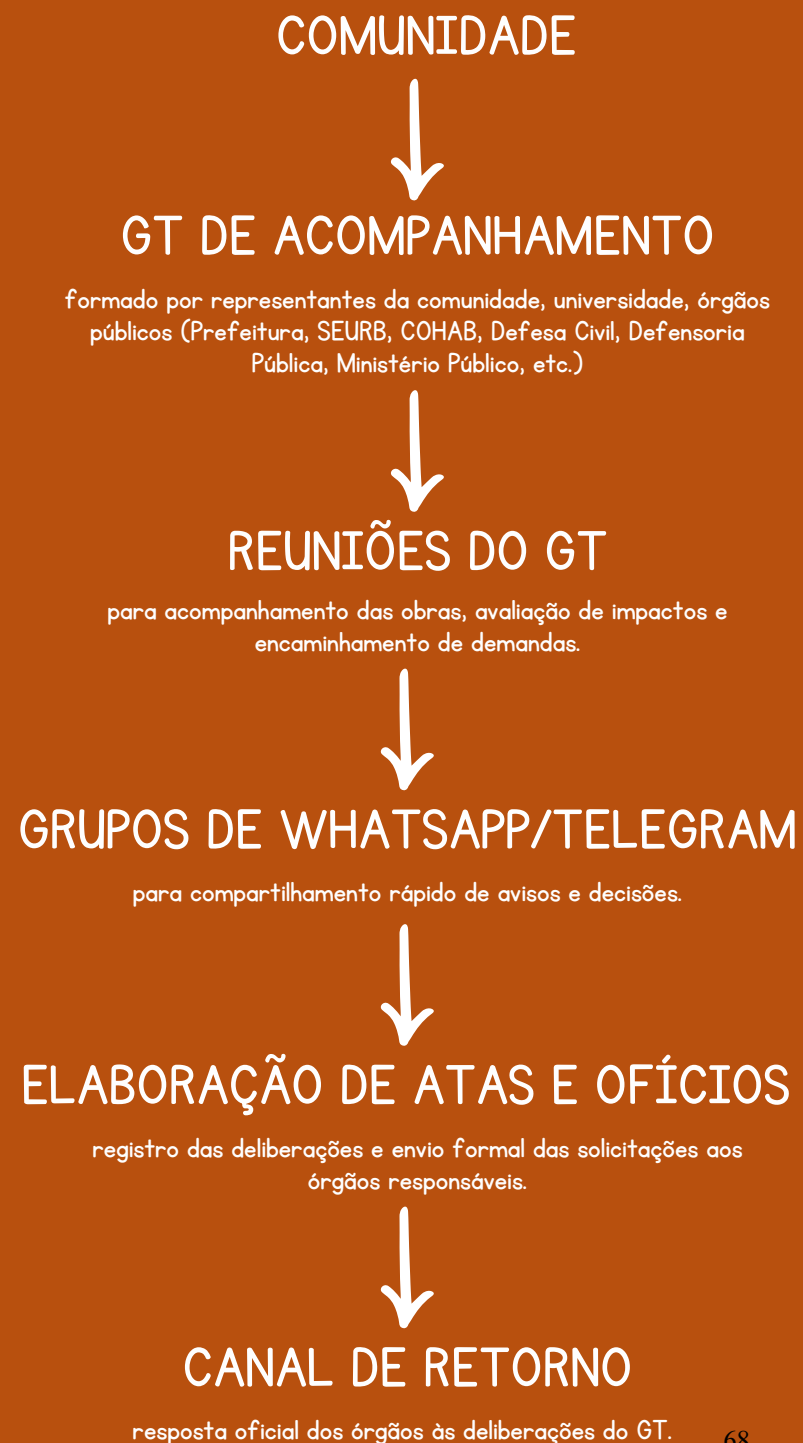 COMUNIDADE
GT DE ACOMPANHAMENTO
formado por representantes da comunidade, universidade, órgãos
públicos (Prefeitura, SEURB, COHAB, Defesa Civil, Defensoria
Pública, Ministério Público, etc.)
REUNIÕES DO GT
para acompanhamento das obras, avaliação de impactos e
encaminhamento de demandas.
GRUPOS DE WHATSAPP/TELEGRAM
para compartilhamento rápido de avisos e decisões.
ELABORAÇÃO DE ATAS E OFÍCIOS
registro das deliberações e envio formal das solicitações aos
órgãos responsáveis.
CANAL DE RETORNO
resposta oficial dos órgãos às deliberações do GT.
68